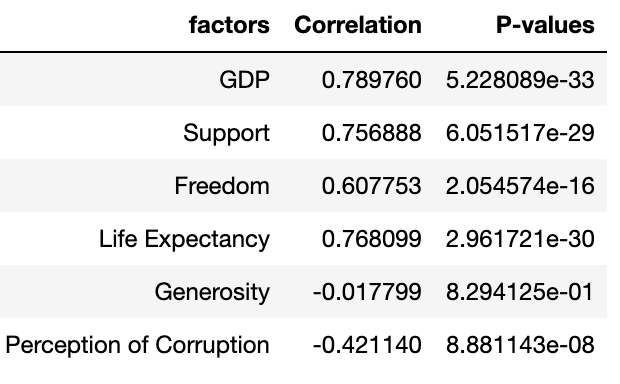 factors Correlation P-values
GDP 0.789760 5.228089e-33
Support 0.756888 6.051517e-29
Freedom 0.607753 2.054574e-16
Life Expectancy 0.768099 2.961721e-30
Generosity -0.017799 8.294125e-01
Perception of Corruption -0.421140 8.881143e-08